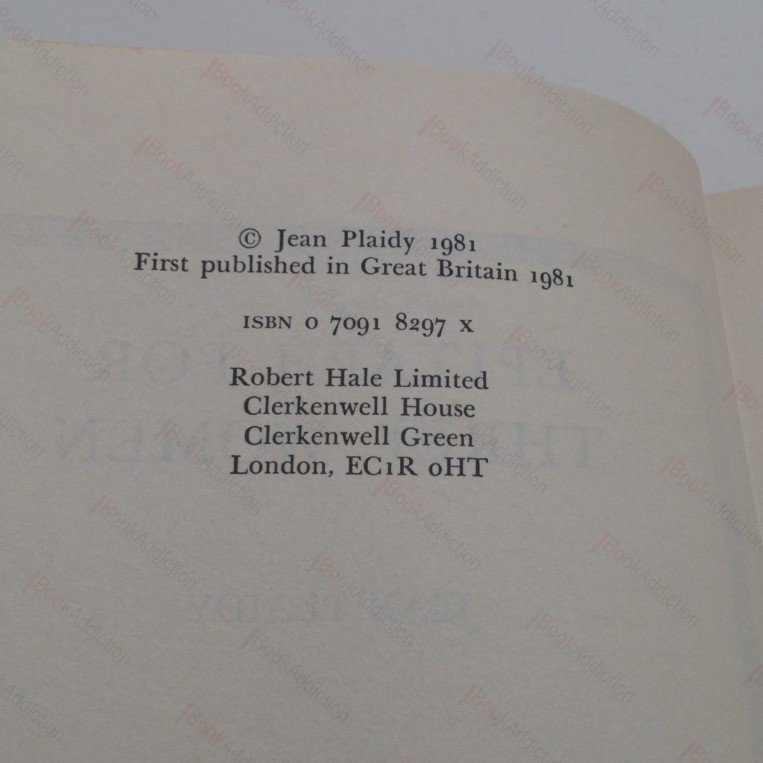 © Jean Plaidy 1981
First published in Great Britain 1981
ISBN 0 7091 8297 X
Robert Hale Limited
Clerkenwell House
Clerkenwell Green
London, EC1R 0HT
BookAddiction